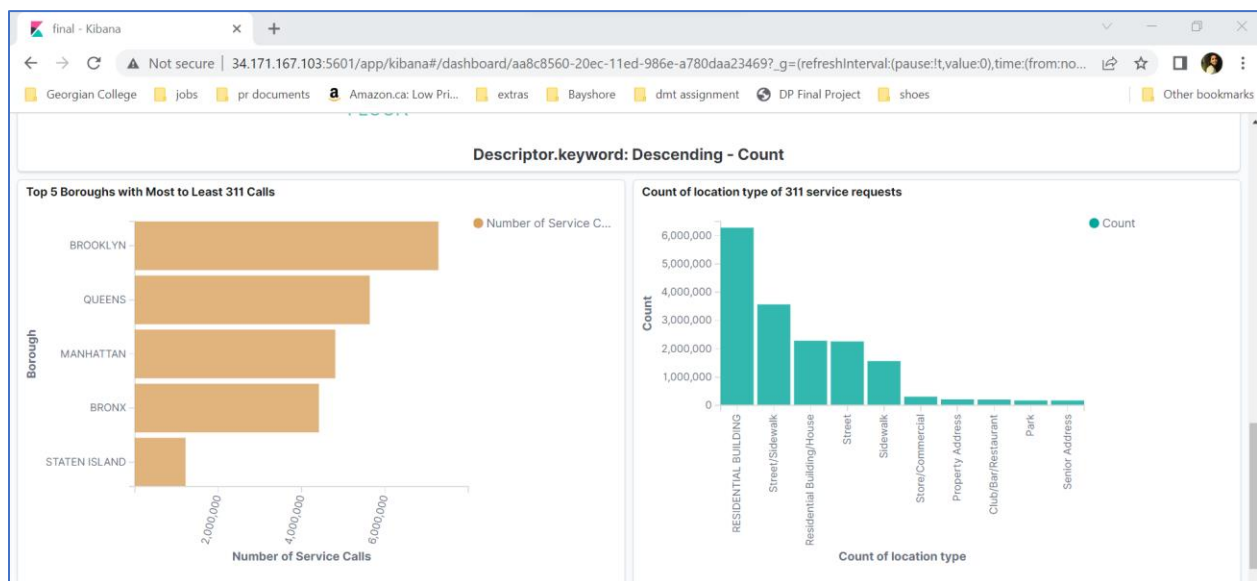 final - Kibana
Not secure | 34.171.167.103:5601/app/kibana#/dashboard/aa8c8560-20ec-11ed-986e-a780daa23469?_g=(refreshInterval:(pause:!t,value:0),time:(from:no...
Georgian College jobs pr documents Amazon.ca: Low Pri... extras Bayshore dmt assignment DP Final Project shoes Other bookmarks
Descriptor.keyword: Descending - Count
Top 5 Boroughs with Most to Least 311 Calls
Number of Service C...
Borough
BROOKLYN
QUEENS
MANHATTAN
BRONX
STATEN ISLAND
2,000,000
4,000,000
6,000,000
Number of Service Calls
Count of location type of 311 service requests
Count
Count
6,000,000
5,000,000
4,000,000
3,000,000
2,000,000
1,000,000
0
RESIDENTIAL BUILDING
Street/Sidewalk
Residential Building/House
Street
Sidewalk
Store/Commercial
Property Address
Club/Bar/Restaurant
Park
Senior Address
Count of location type